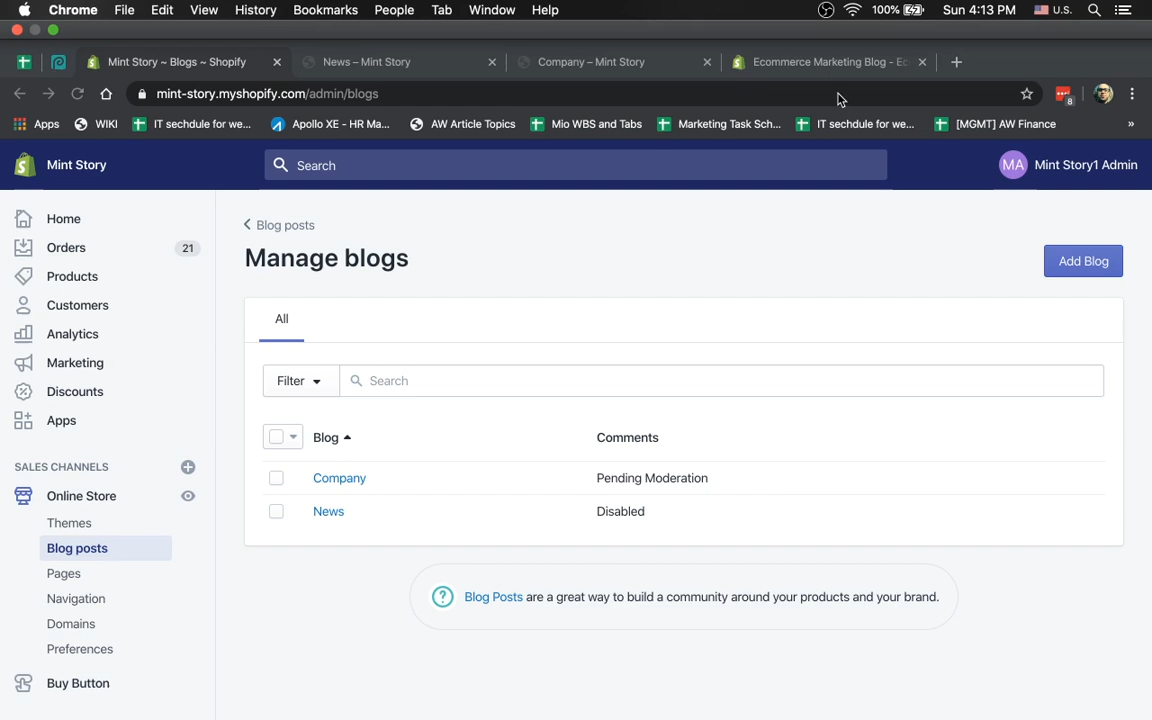 Chrome File Edit View History Bookmarks People Tab Window Help 100% Sun 4:13 PM U.S.
Mint Story ~ Blogs ~ Shopify News – Mint Story Company – Mint Story Ecommerce Marketing Blog - Ec
mint-story.myshopify.com/admin/blogs 8
Apps WIKI IT sechdule for we... Apollo XE - HR Ma... AW Article Topics Mio WBS and Tabs Marketing Task Sch... IT sechdule for we... [MGMT] AW Finance »
Mint Story Search MA Mint Story1 Admin
Home
Orders 21
Products
Customers
Analytics
Marketing
Discounts
Apps
SALES CHANNELS
Online Store
Themes
Blog posts
Pages
Navigation
Domains
Preferences
Buy Button
Blog posts
Manage blogs
Add Blog
All
Filter Search
Blog Comments
Company Pending Moderation
News Disabled
Blog Posts are a great way to build a community around your products and your brand.